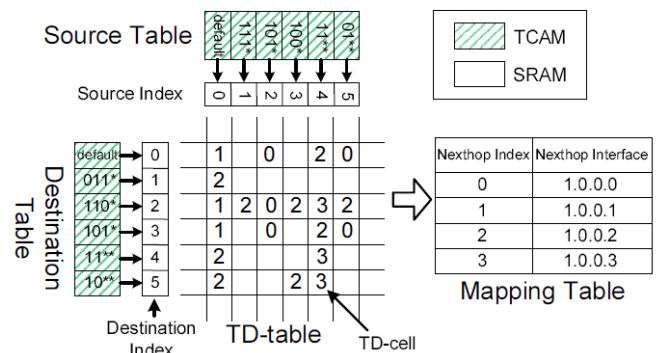 Source Table
default 111* 101* 100* 11** 01**
TCAM
SRAM
Source Index
0 1 2 3 4 5
Destination Table
default 0 1 0 2 0
011* 1 2
110* 2 1 2 0 2 3 2
101* 3 1 0 2 0
11** 4 2 3
10** 5 2 2 3
Nexthop Index Nexthop Interface
0 1.0.0.0
1 1.0.0.1
2 1.0.0.2
3 1.0.0.3
Mapping Table
Destination Index
TD-table
TD-cell